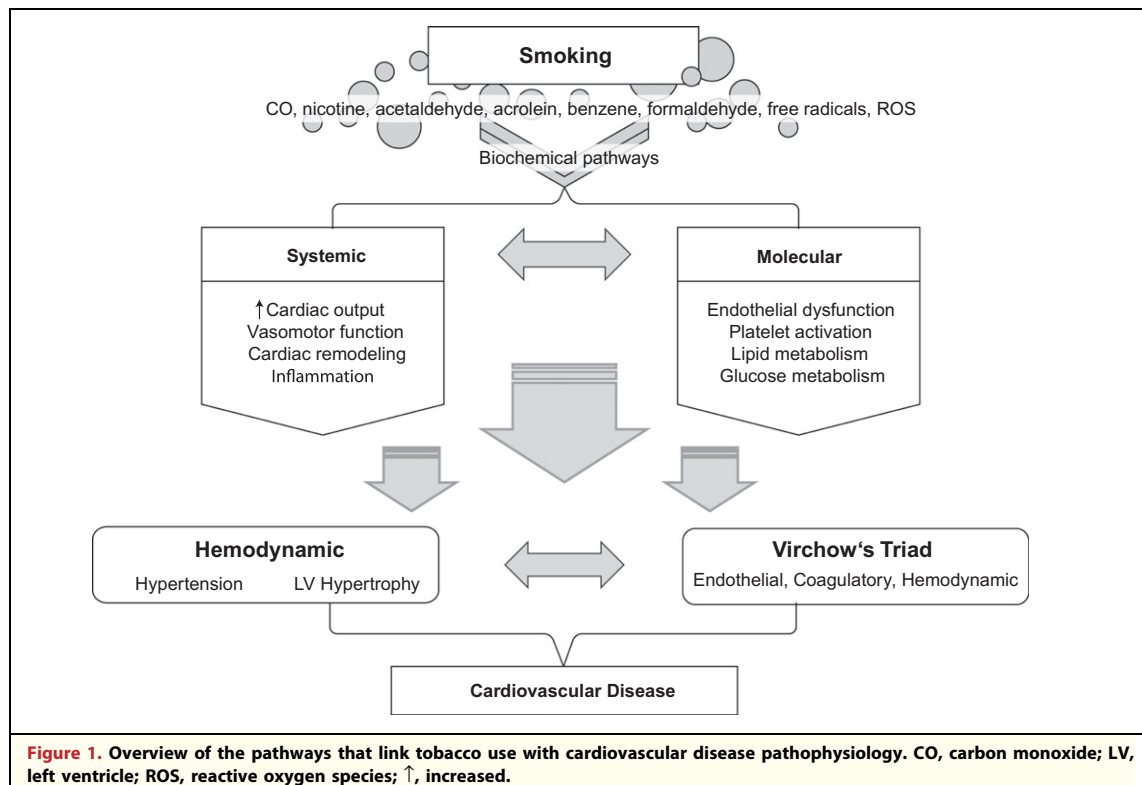 Smoking
CO, nicotine, acetaldehyde, acrolein, benzene, formaldehyde, free radicals, ROS
Biochemical pathways
Systemic
↑Cardiac output
Vasomotor function
Cardiac remodeling
Inflammation
Molecular
Endothelial dysfunction
Platelet activation
Lipid metabolism
Glucose metabolism
Hemodynamic
Hypertension LV Hypertrophy
Virchow‘s Triad
Endothelial, Coagulatory, Hemodynamic
Cardiovascular Disease
Figure 1. Overview of the pathways that link tobacco use with cardiovascular disease pathophysiology. CO, carbon monoxide; LV,
left ventricle; ROS, reactive oxygen species; ↑, increased.